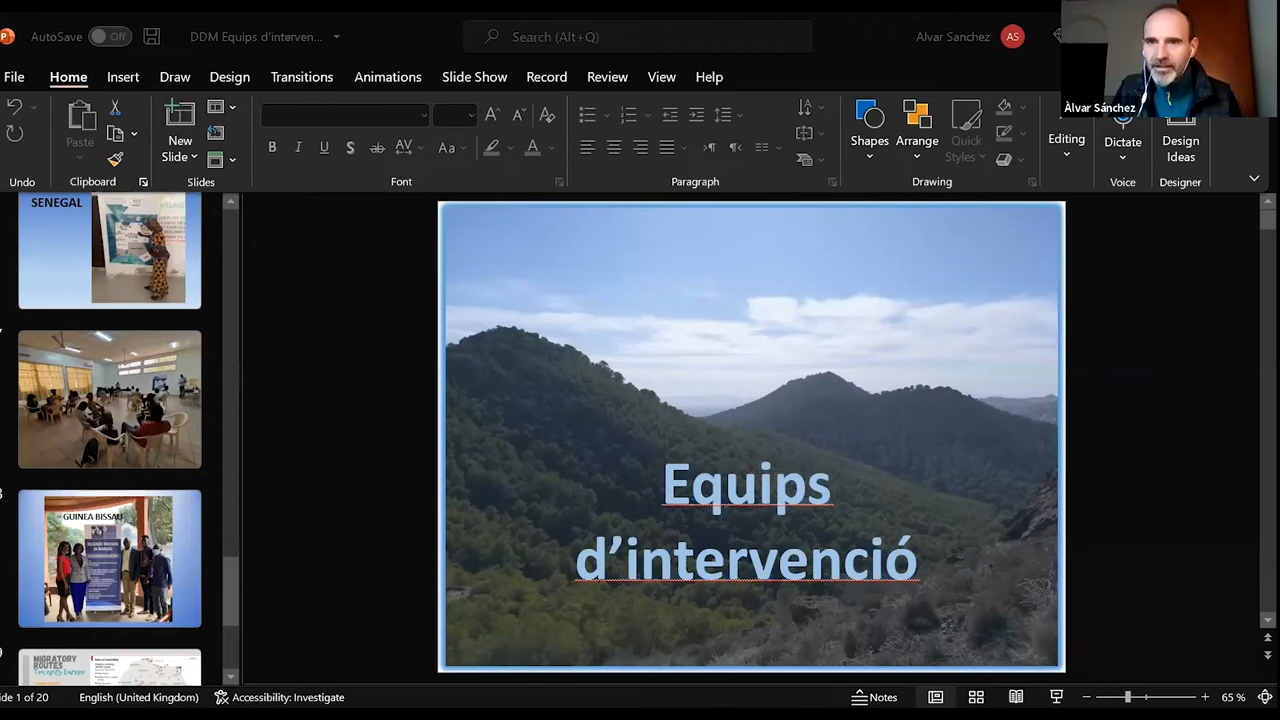 AutoSave Off DDM Equips d'interven... Search (Alt+Q) Alvar Sanchez AS
Àlvar Sánchez
File Home Insert Draw Design Transitions Animations Slide Show Record Review View Help
Paste
New
Slide
Aa
Shapes Arrange Quick
Styles
Editing Dictate Design
Ideas
Undo Clipboard Slides Font Paragraph Drawing Voice Designer
SENEGAL
GUINEA BISSAU
MIGRATORY
ROUTES
Towards Europe
Equips
d'intervenció
lide 1 of 20 English (United Kingdom) Accessibility: Investigate Notes 65 %